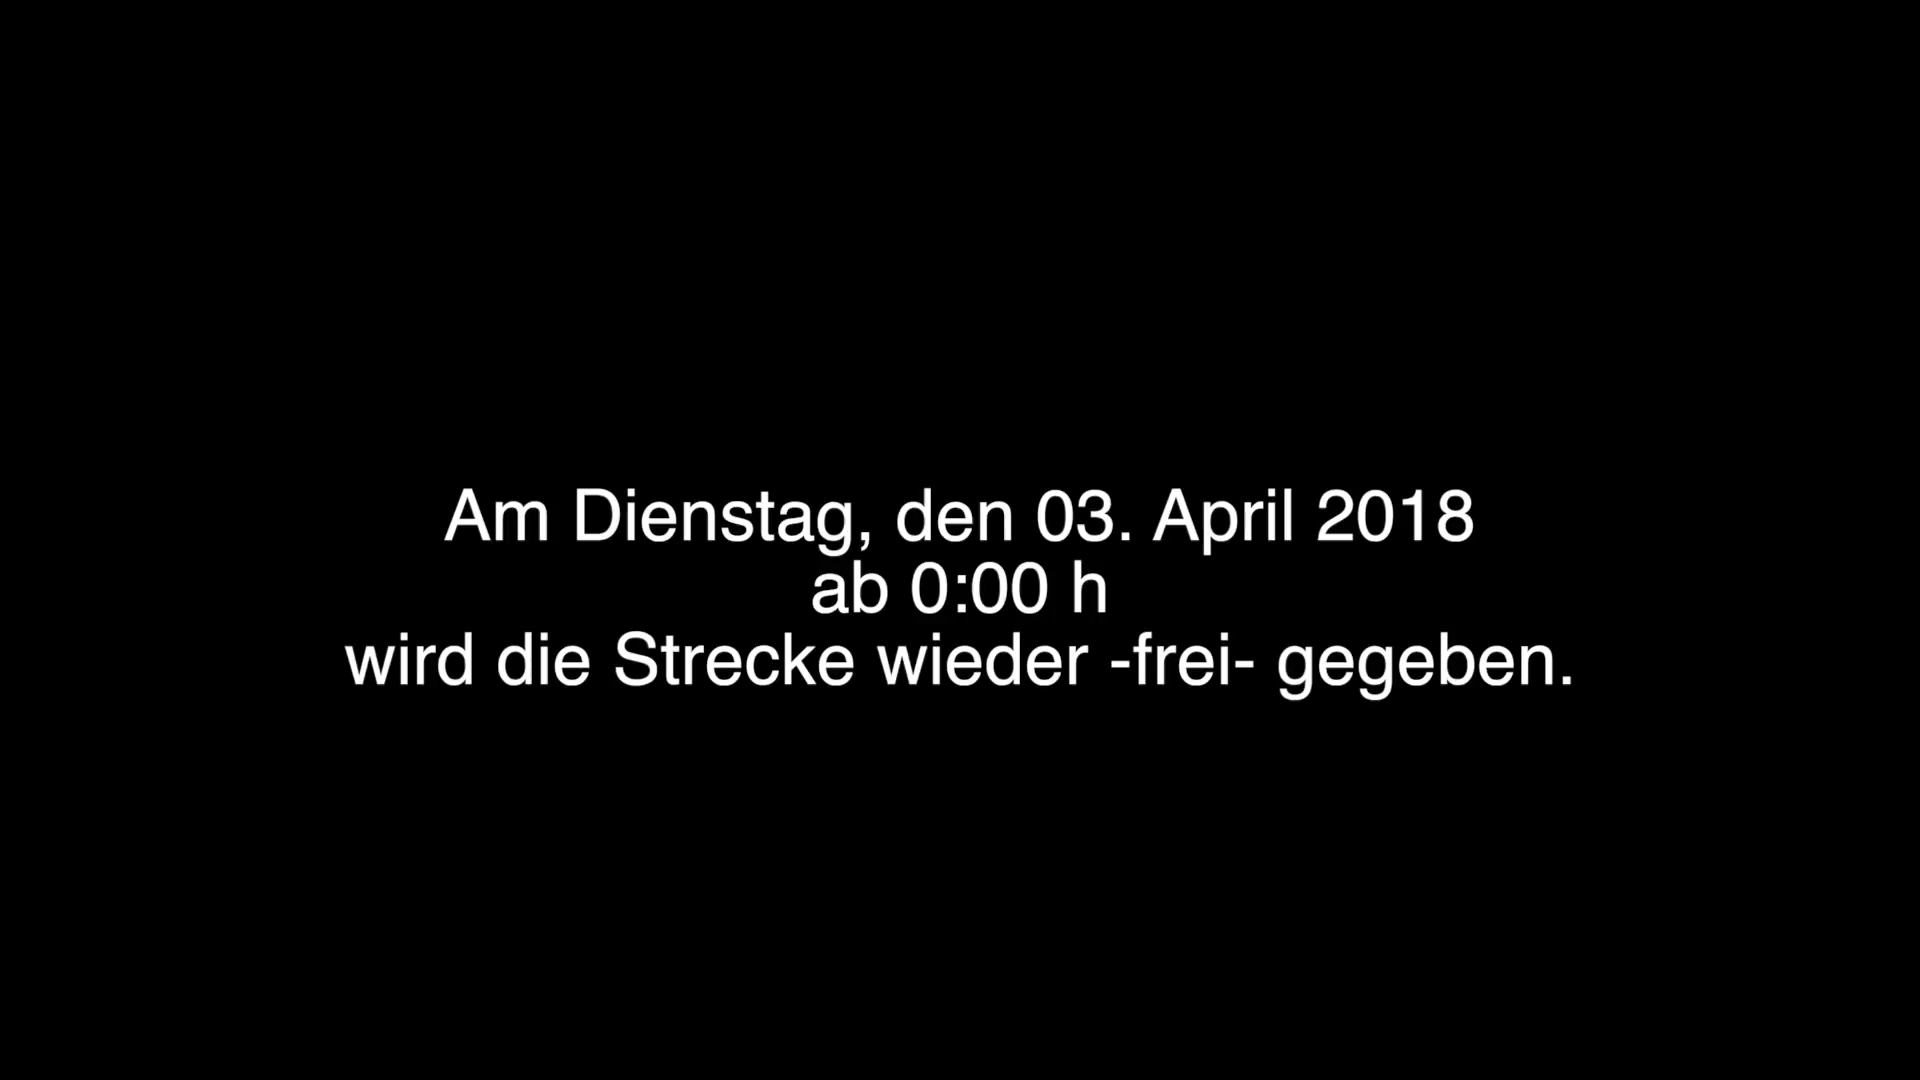 Am Dienstag, den 03. April 2018
ab 0:00 h
wird die Strecke wieder -frei- gegeben.